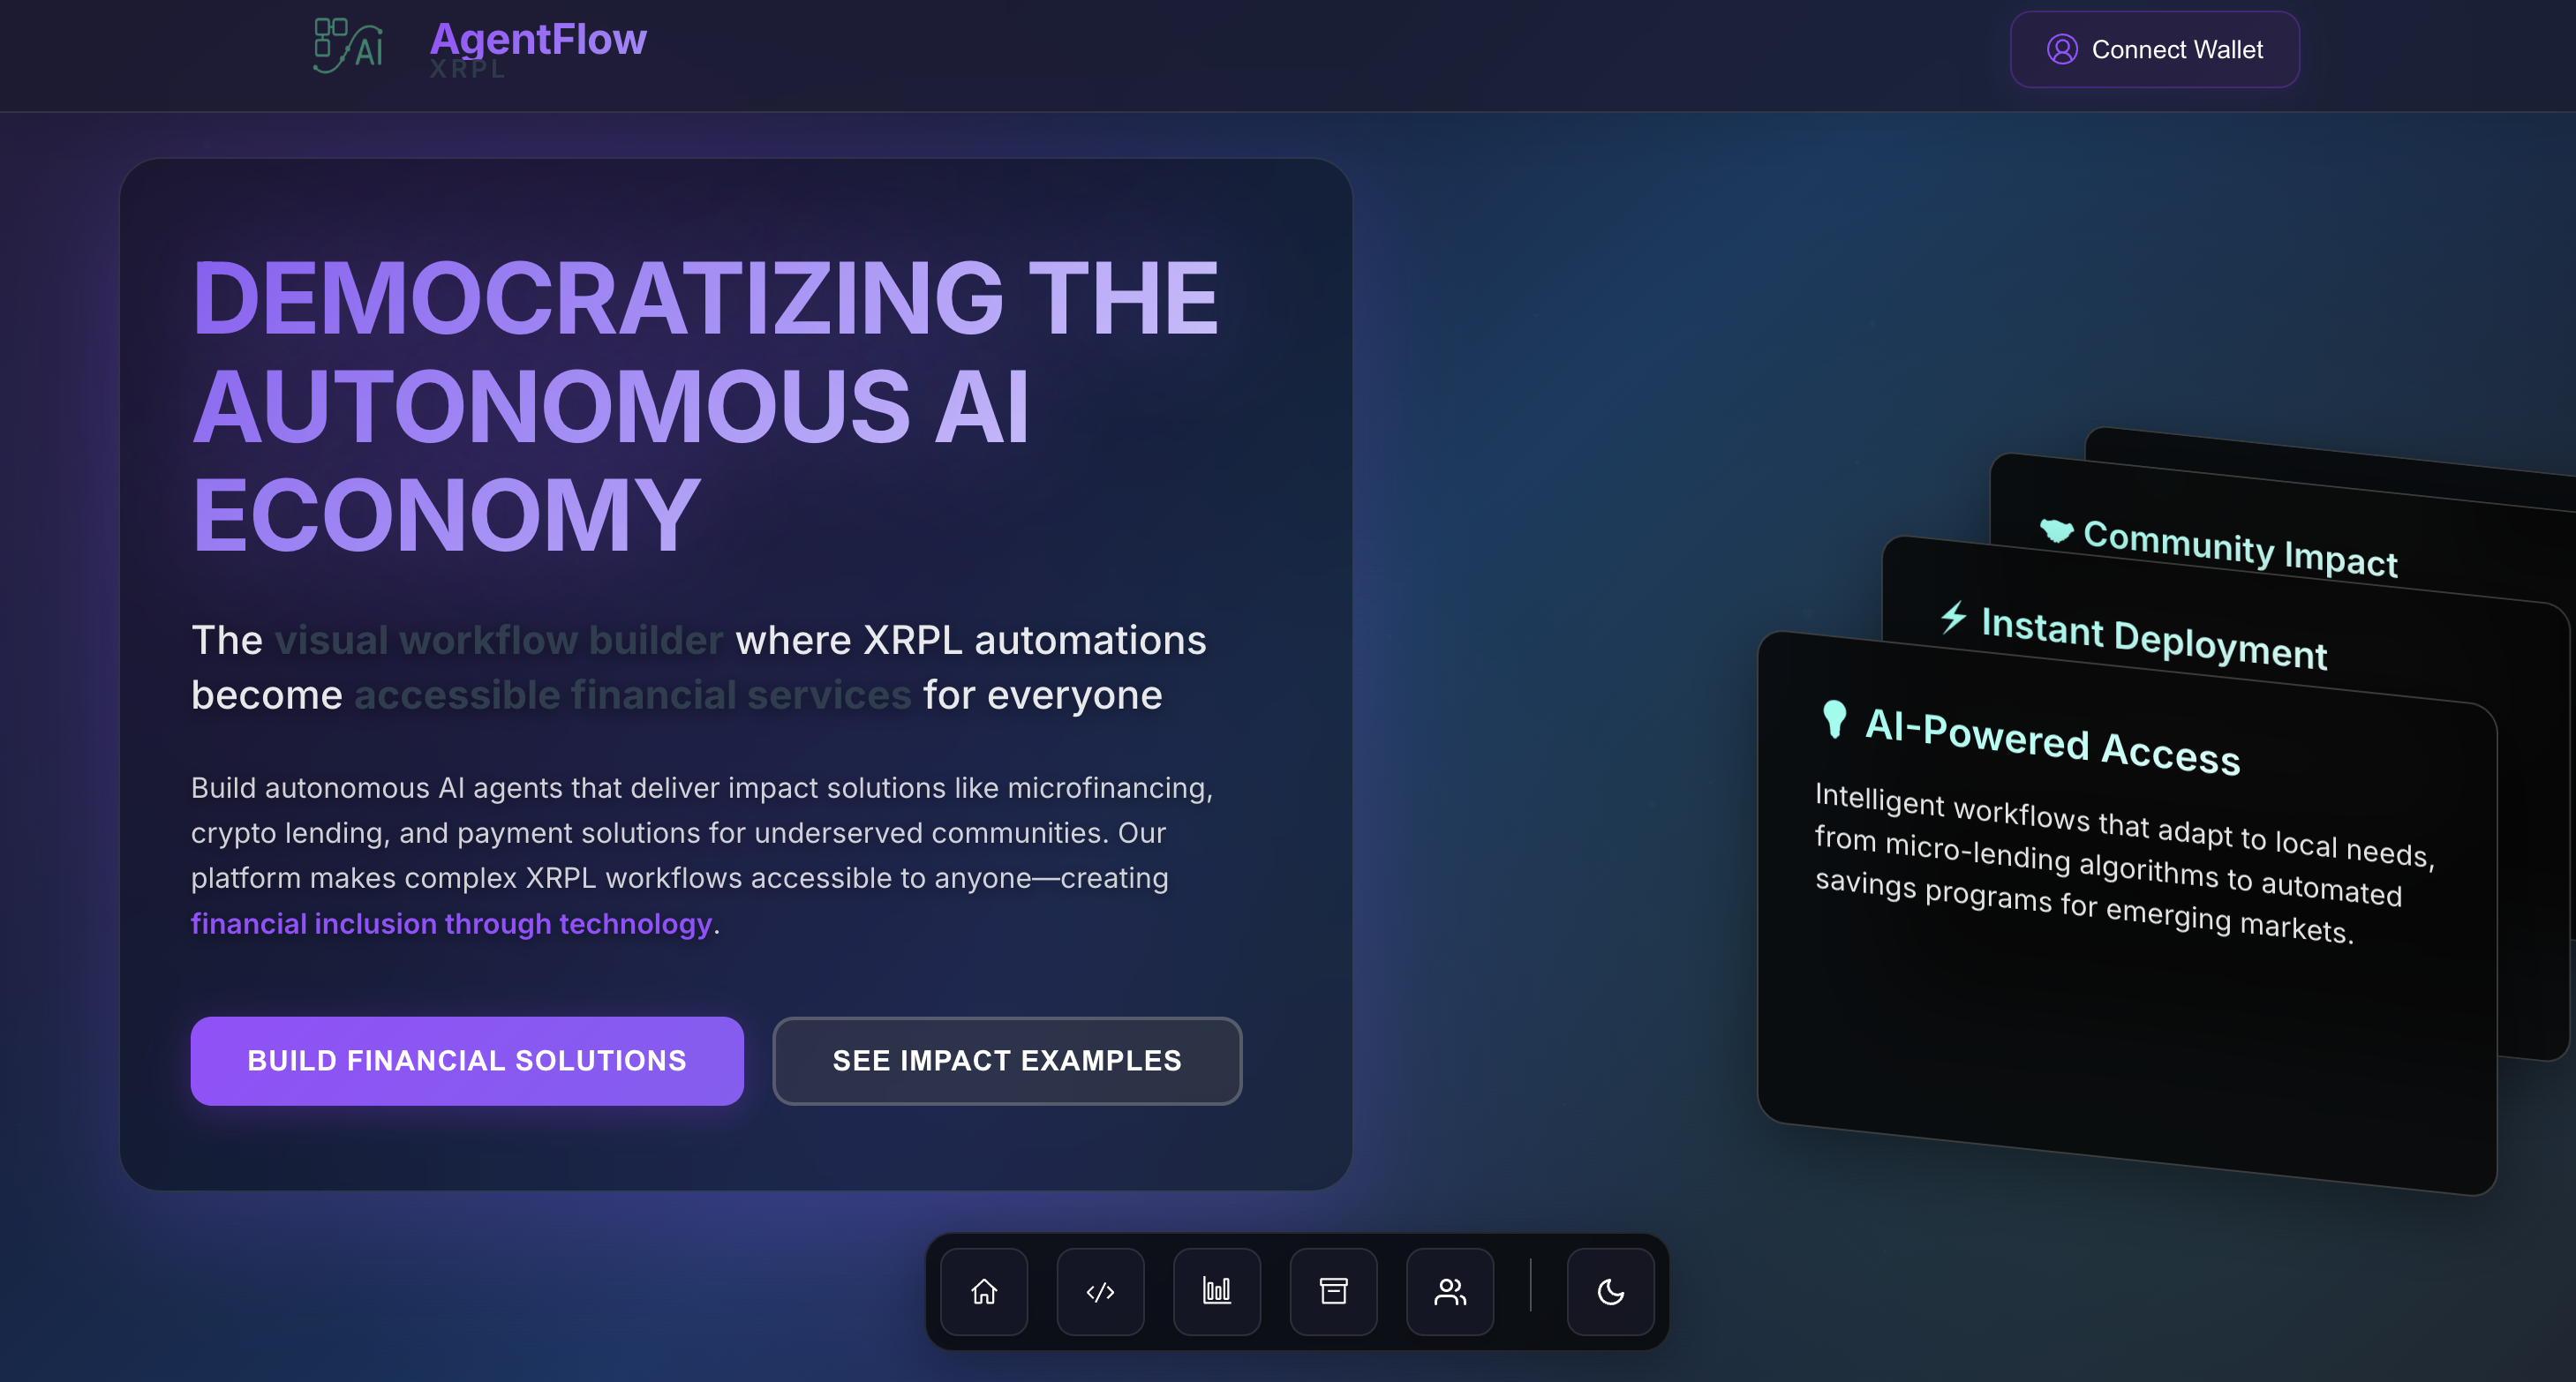 AI
AgentFlow
XRPL
Connect Wallet
DEMOCRATIZING THE
AUTONOMOUS AI
ECONOMY
The visual workflow builder where XRPL automations
become accessible financial services for everyone
Build autonomous AI agents that deliver impact solutions like microfinancing,
crypto lending, and payment solutions for underserved communities. Our
platform makes complex XRPL workflows accessible to anyone—creating
financial inclusion through technology.
BUILD FINANCIAL SOLUTIONS
SEE IMPACT EXAMPLES
Community Impact
Instant Deployment
AI-Powered Access
Intelligent workflows that adapt to local needs,
from micro-lending algorithms to automated
savings programs for emerging markets.